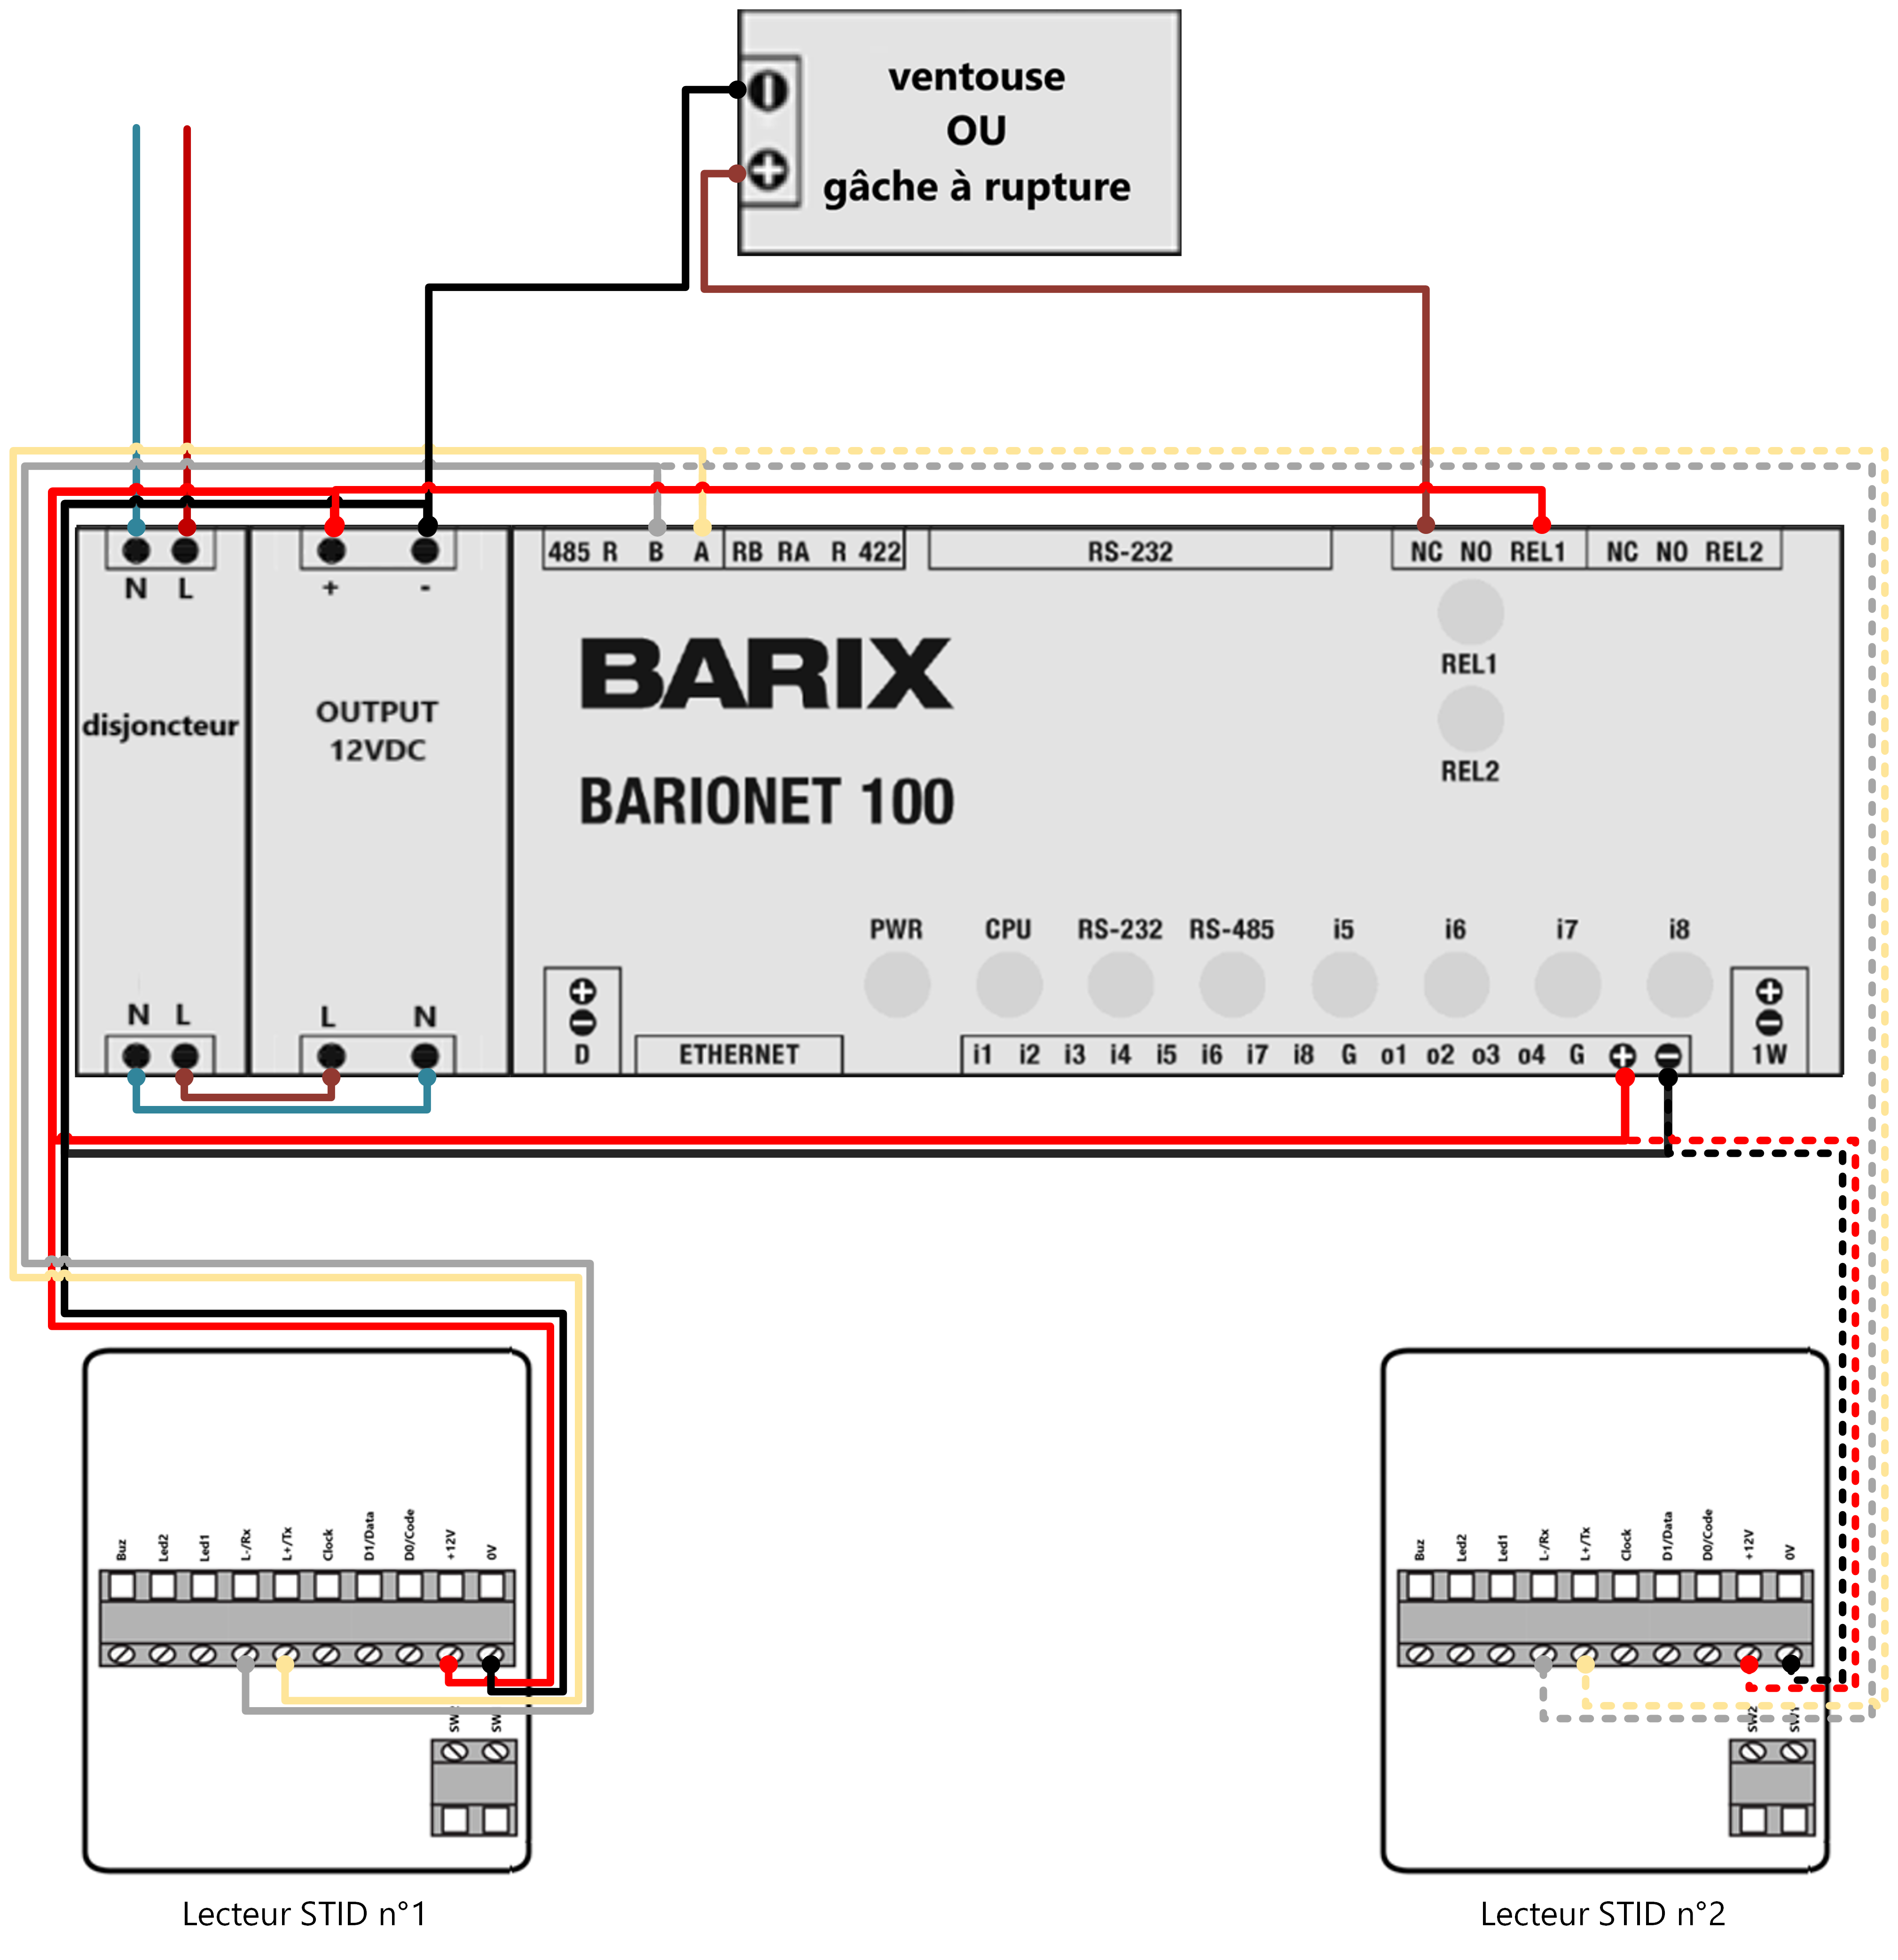 ventouse
OU
gâche à rupture
485 R B A RB RA R 422 RS-232 NC NO REL1 NC NO REL2
N L + -
REL1
BARIX
OUTPUT
12VDC
disjoncteur
REL2
BARIONET 100
PWR CPU RS-232 RS-485 i5 i6 i7 i8
N L L N
D ETHERNET i1 i2 i3 i4 i5 i6 i7 i8 G o1 o2 o3 o4 G 1W
Buz Led2 Led1 L-/Rx L+/Tx Clock D1/Data D0/Code +12V 0V
Buz Led2 Led1 L-/Rx L+/Tx Clock D1/Data D0/Code +12V 0V
SW2 SW1
Lecteur STID n°1
Lecteur STID n°2